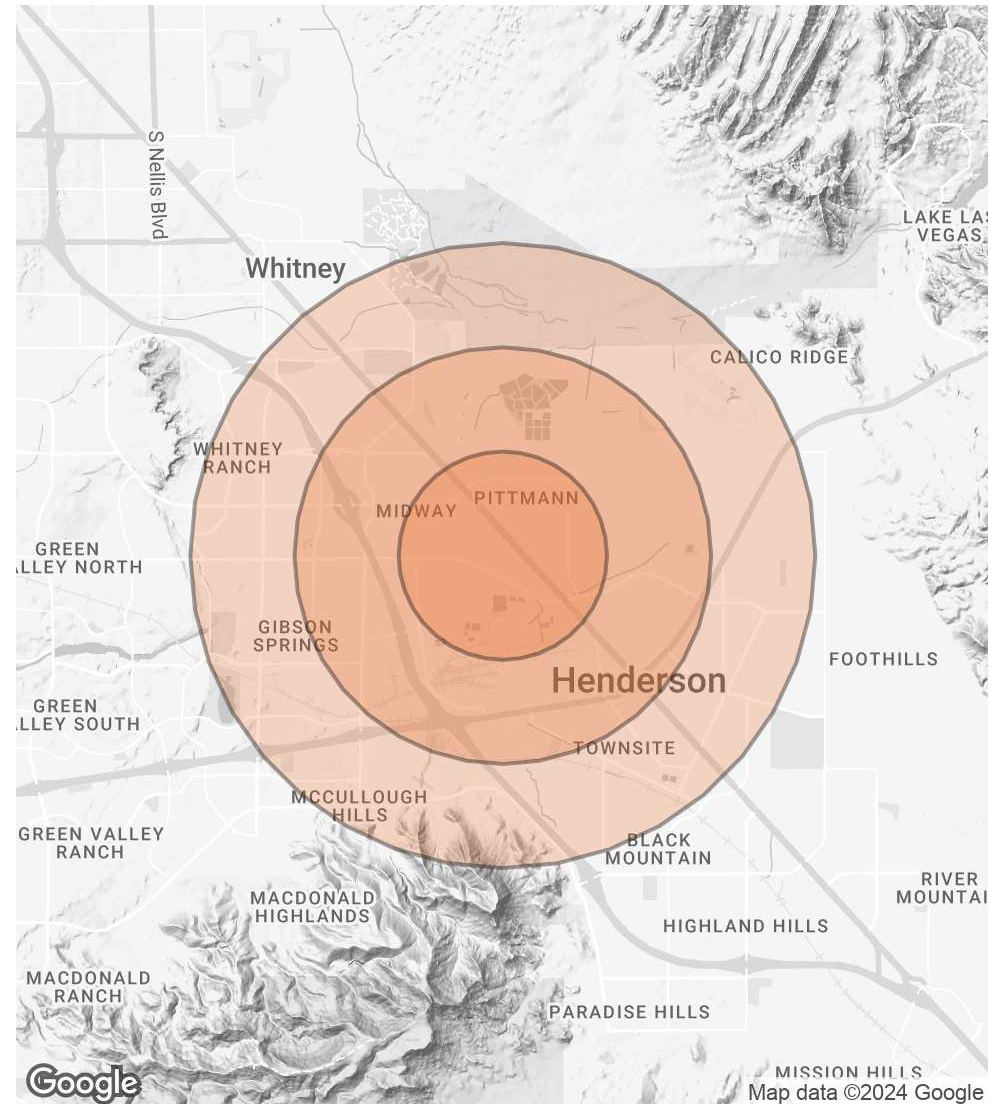 S Nellis Blvd
LAKE LAS
VEGAS
Whitney
CALICO RIDGE
WHITNEY
RANCH
PITTMANN
MIDWAY
GREEN
ALLEY NORTH
GIBSON
SPRINGS
FOOTHILLS
Henderson
GREEN
ALLEY SOUTH
TOWNSITE
MCCULLOUGH
HILLS
GREEN VALLEY
RANCH
BLACK
MOUNTAIN
RIVER
MOUNTAI
MACDONALD
HIGHLANDS
HIGHLAND HILLS
MACDONALD
RANCH
PARADISE HILLS
MISSION HILLS
Google
Map data ©2024 Google